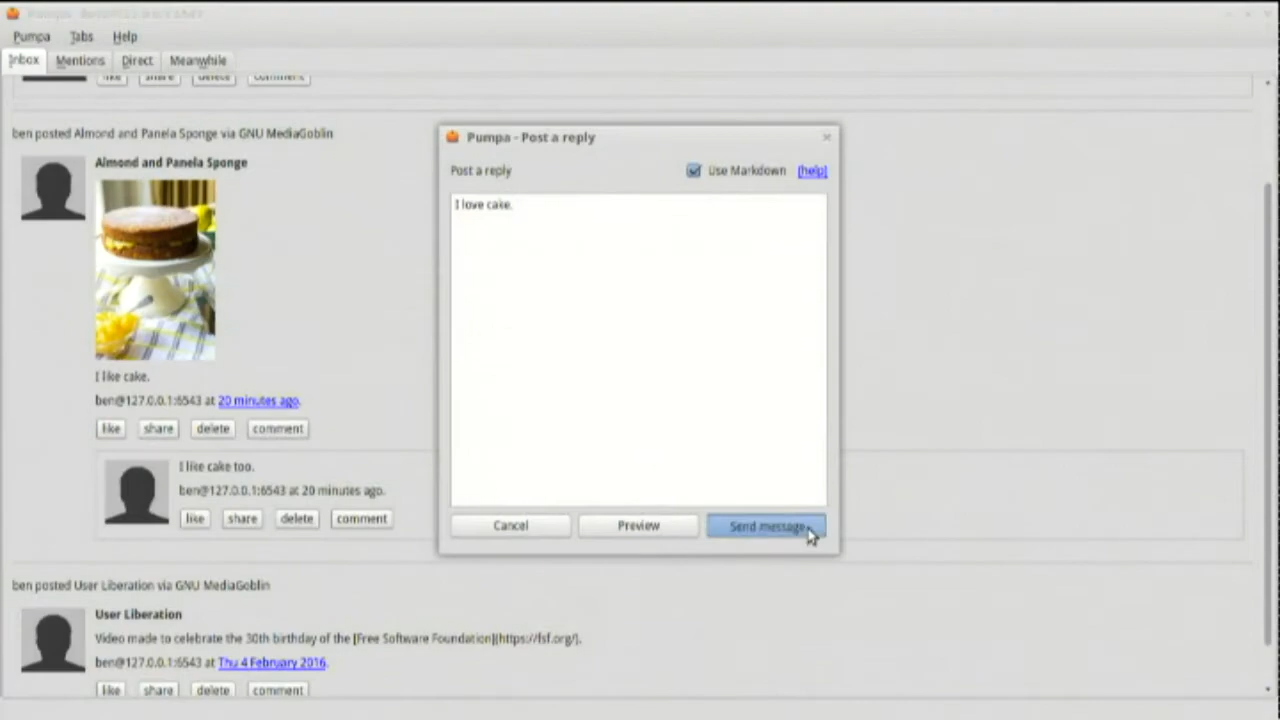 Pumpa Tabs Help
Inbox Mentions Direct Meanwhile
like share delete comment
ben posted Almond and Panela Sponge via GNU MediaGoblin
Almond and Panela Sponge
I like cake.
ben@127.0.0.1:6543 at 20 minutes ago.
like share delete comment
I like cake too.
ben@127.0.0.1:6543 at 20 minutes ago.
like share delete comment
ben posted User Liberation via GNU MediaGoblin
User Liberation
Video made to celebrate the 30th birthday of the [Free Software Foundation](https://fsf.org/).
ben@127.0.0.1:6543 at Thu 4 February 2016.
like share delete comment
Pumpa - Post a reply
Post a reply Use Markdown [help]
I love cake.
Cancel Preview Send message